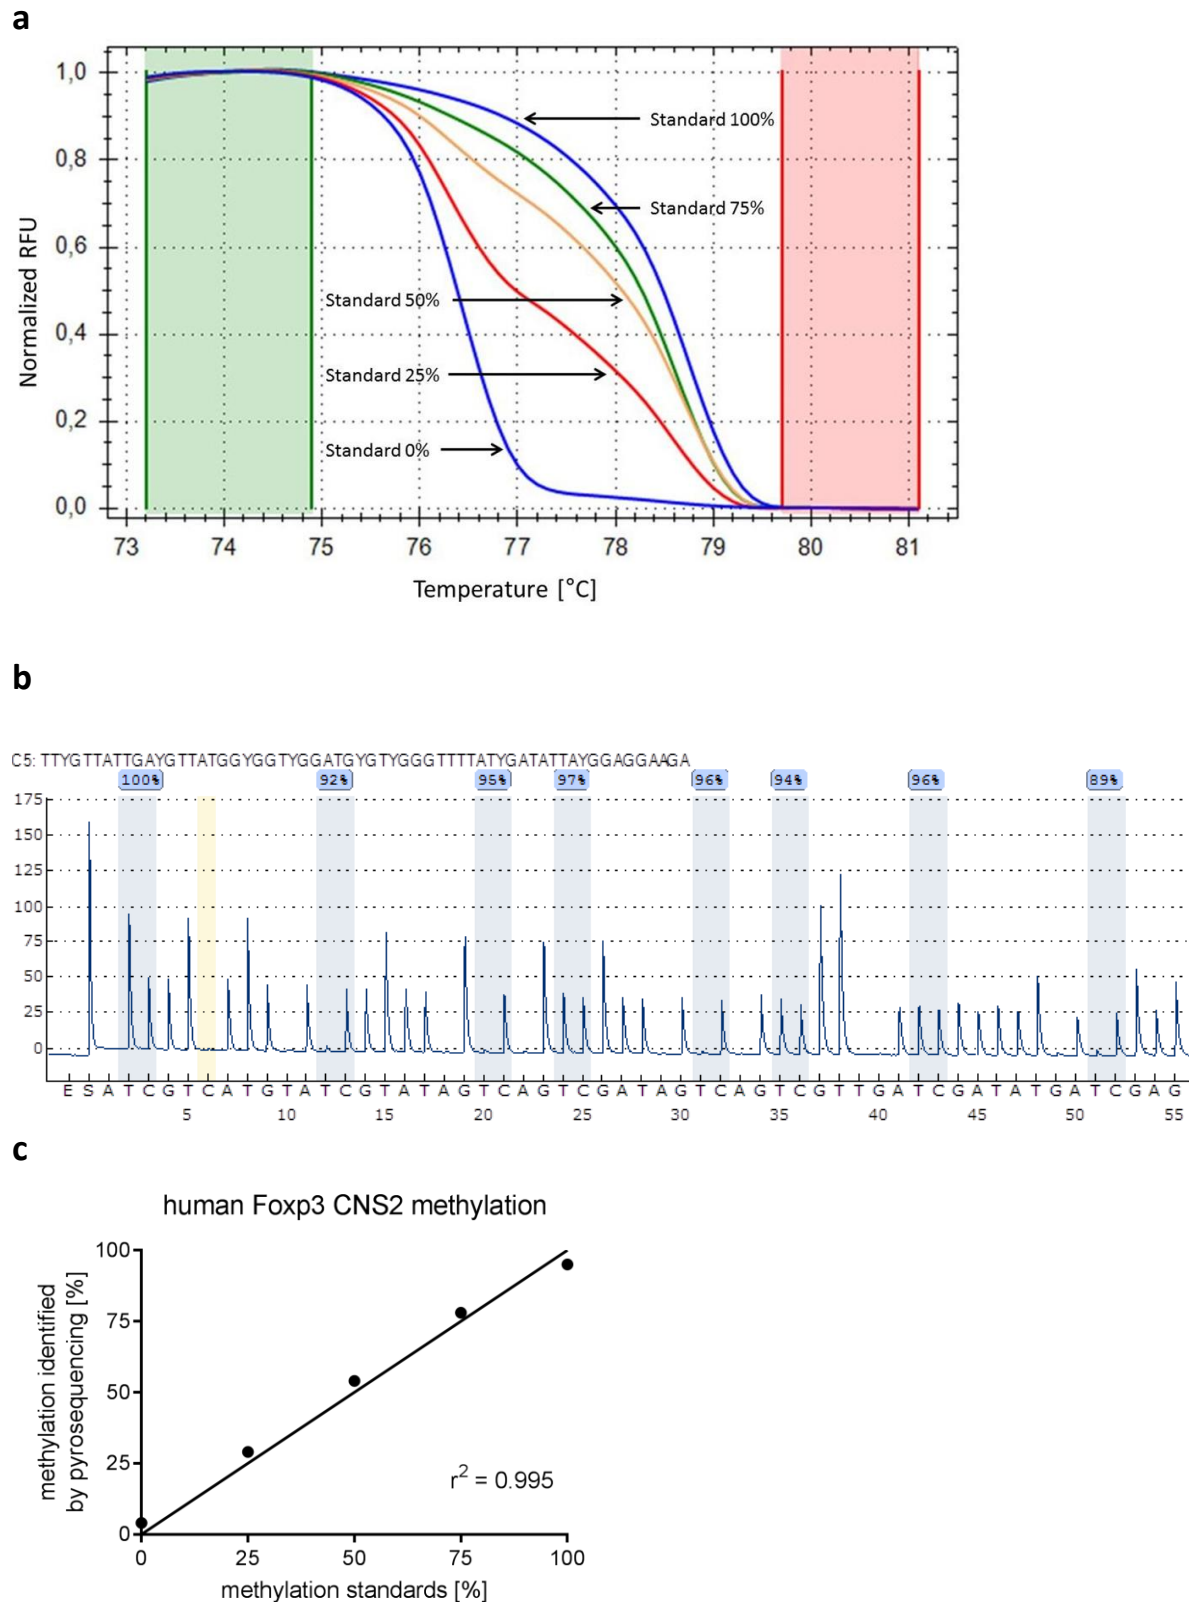 a
Normalized RFU
1,0
0,8
0,6
0,4
0,2
0,0
Standard 100%
Standard 75%
Standard 50%
Standard 25%
Standard 0%
73 74 75 76 77 78 79 80 81
Temperature [°C]
b
C5: TTYGTTATTGAYGTTATGGYGGTYGGATGYGTYGGGTTTTATYGATATTAYGGAGGAAGA
100% 92% 95% 97% 96% 94% 96% 89%
175
150
125
100
75
50
25
0
E S A T C G T C A T G T A T C G T A T A G T C A G T C G A T A G T C A G T C G T T G A T C G A T A T G A T C G A G
5 10 15 20 25 30 35 40 45 50 55
c
human Foxp3 CNS2 methylation
methylation identified
by pyrosequencing [%]
100
75
50
25
0
r² = 0.995
0 25 50 75 100
methylation standards [%]